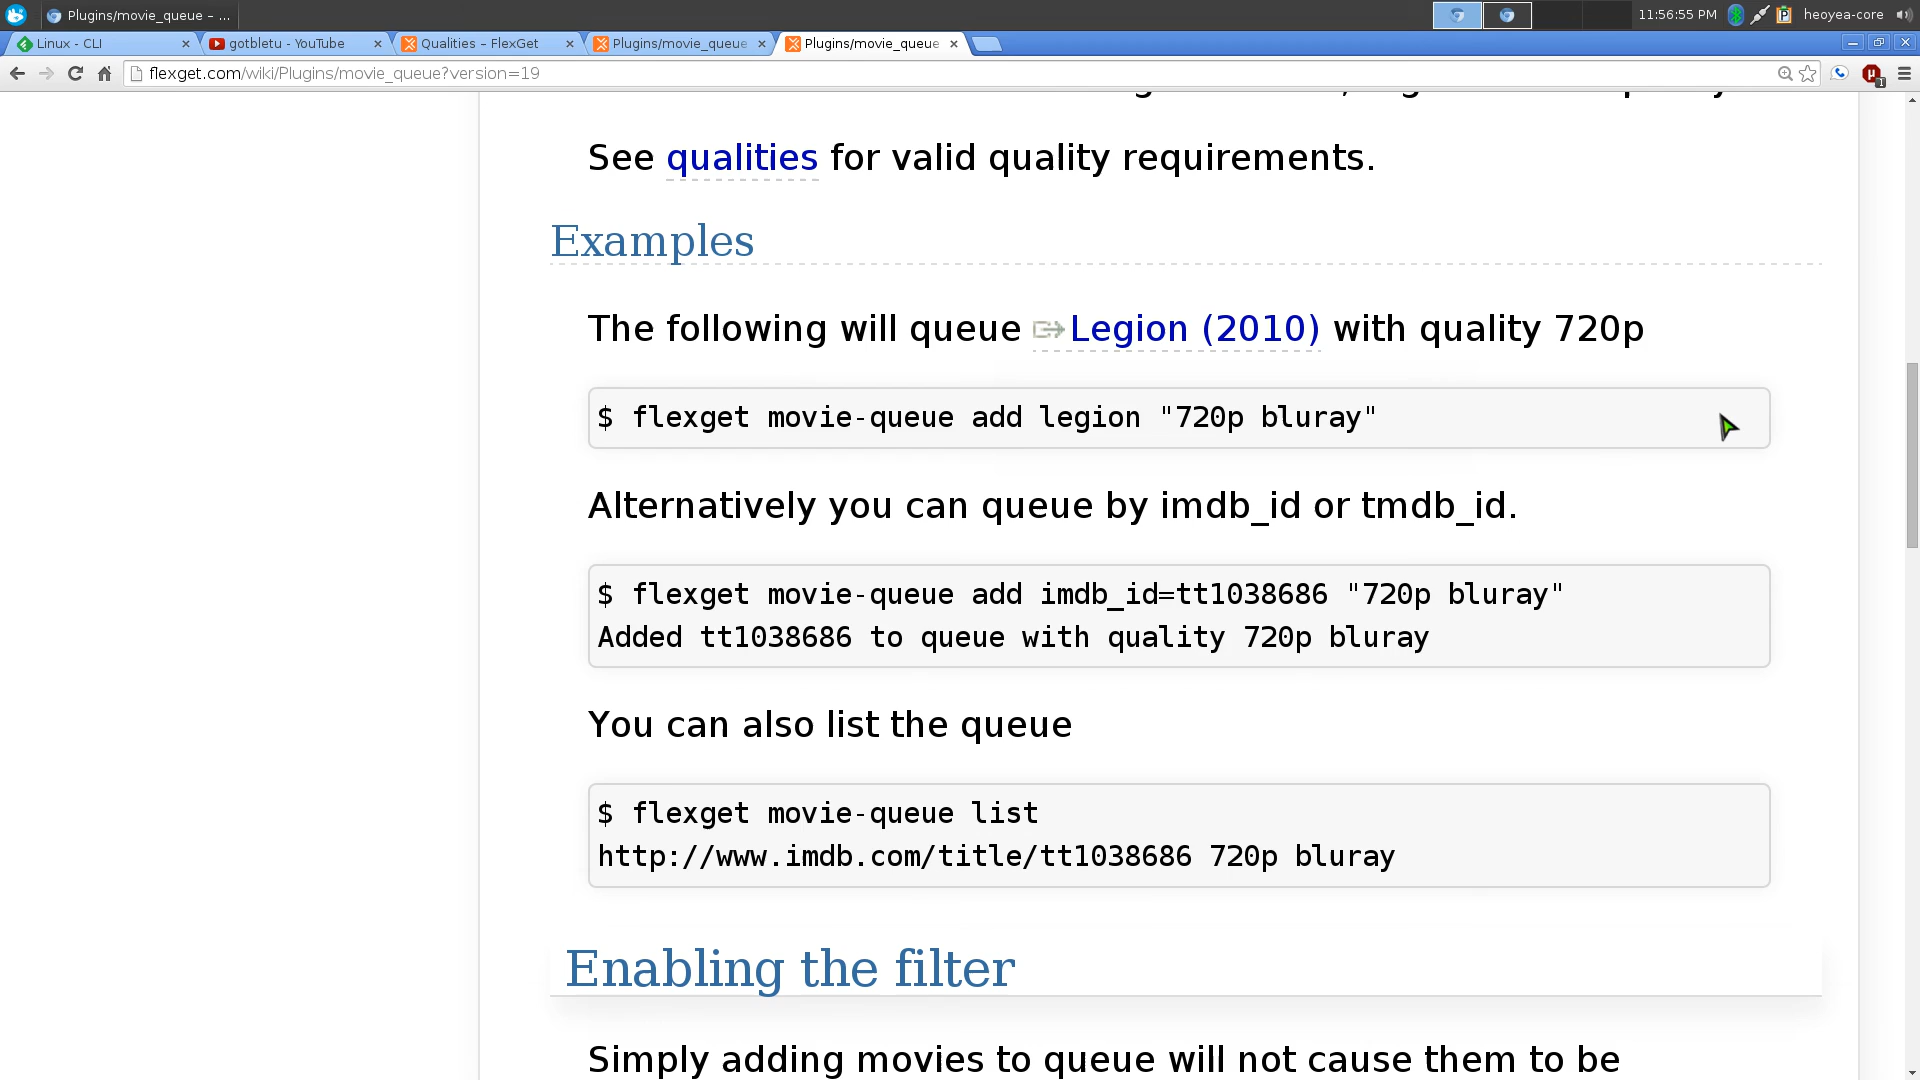 Plugins/movie_queue – ...
11:56:55 PM
heoyea-core
Linux - CLI
gotbletu - YouTube
Qualities – FlexGet
Plugins/movie_queue
Plugins/movie_queue
flexget.com/wiki/Plugins/movie_queue?version=19
See qualities for valid quality requirements.
Examples
The following will queue Legion (2010) with quality 720p
$ flexget movie-queue add legion "720p bluray"
Alternatively you can queue by imdb_id or tmdb_id.
$ flexget movie-queue add imdb_id=tt1038686 "720p bluray"
Added tt1038686 to queue with quality 720p bluray
You can also list the queue
$ flexget movie-queue list
http://www.imdb.com/title/tt1038686 720p bluray
Enabling the filter
Simply adding movies to queue will not cause them to be